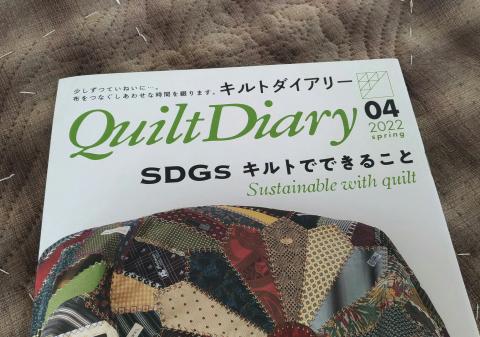 少しずつていねいに…。
布をつなぐしあわせな時間を綴ります。
キルトダイアリー
Quilt Diary
04
2022
spring
SDGs キルトでできること
Sustainable with quilt